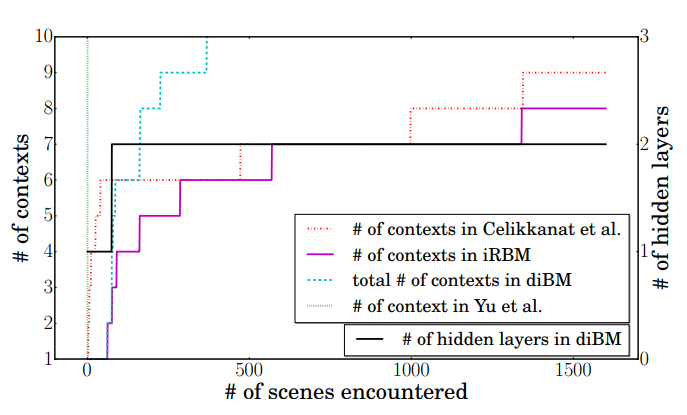 10
9
8
7
6
5
4
3
2
1
# of contexts
3
2
1
0
# of hidden layers
# of contexts in Celikkanat et al.
# of contexts in iRBM
total # of contexts in diBM
# of context in Yu et al.
# of hidden layers in diBM
0 500 1000 1500
# of scenes encountered